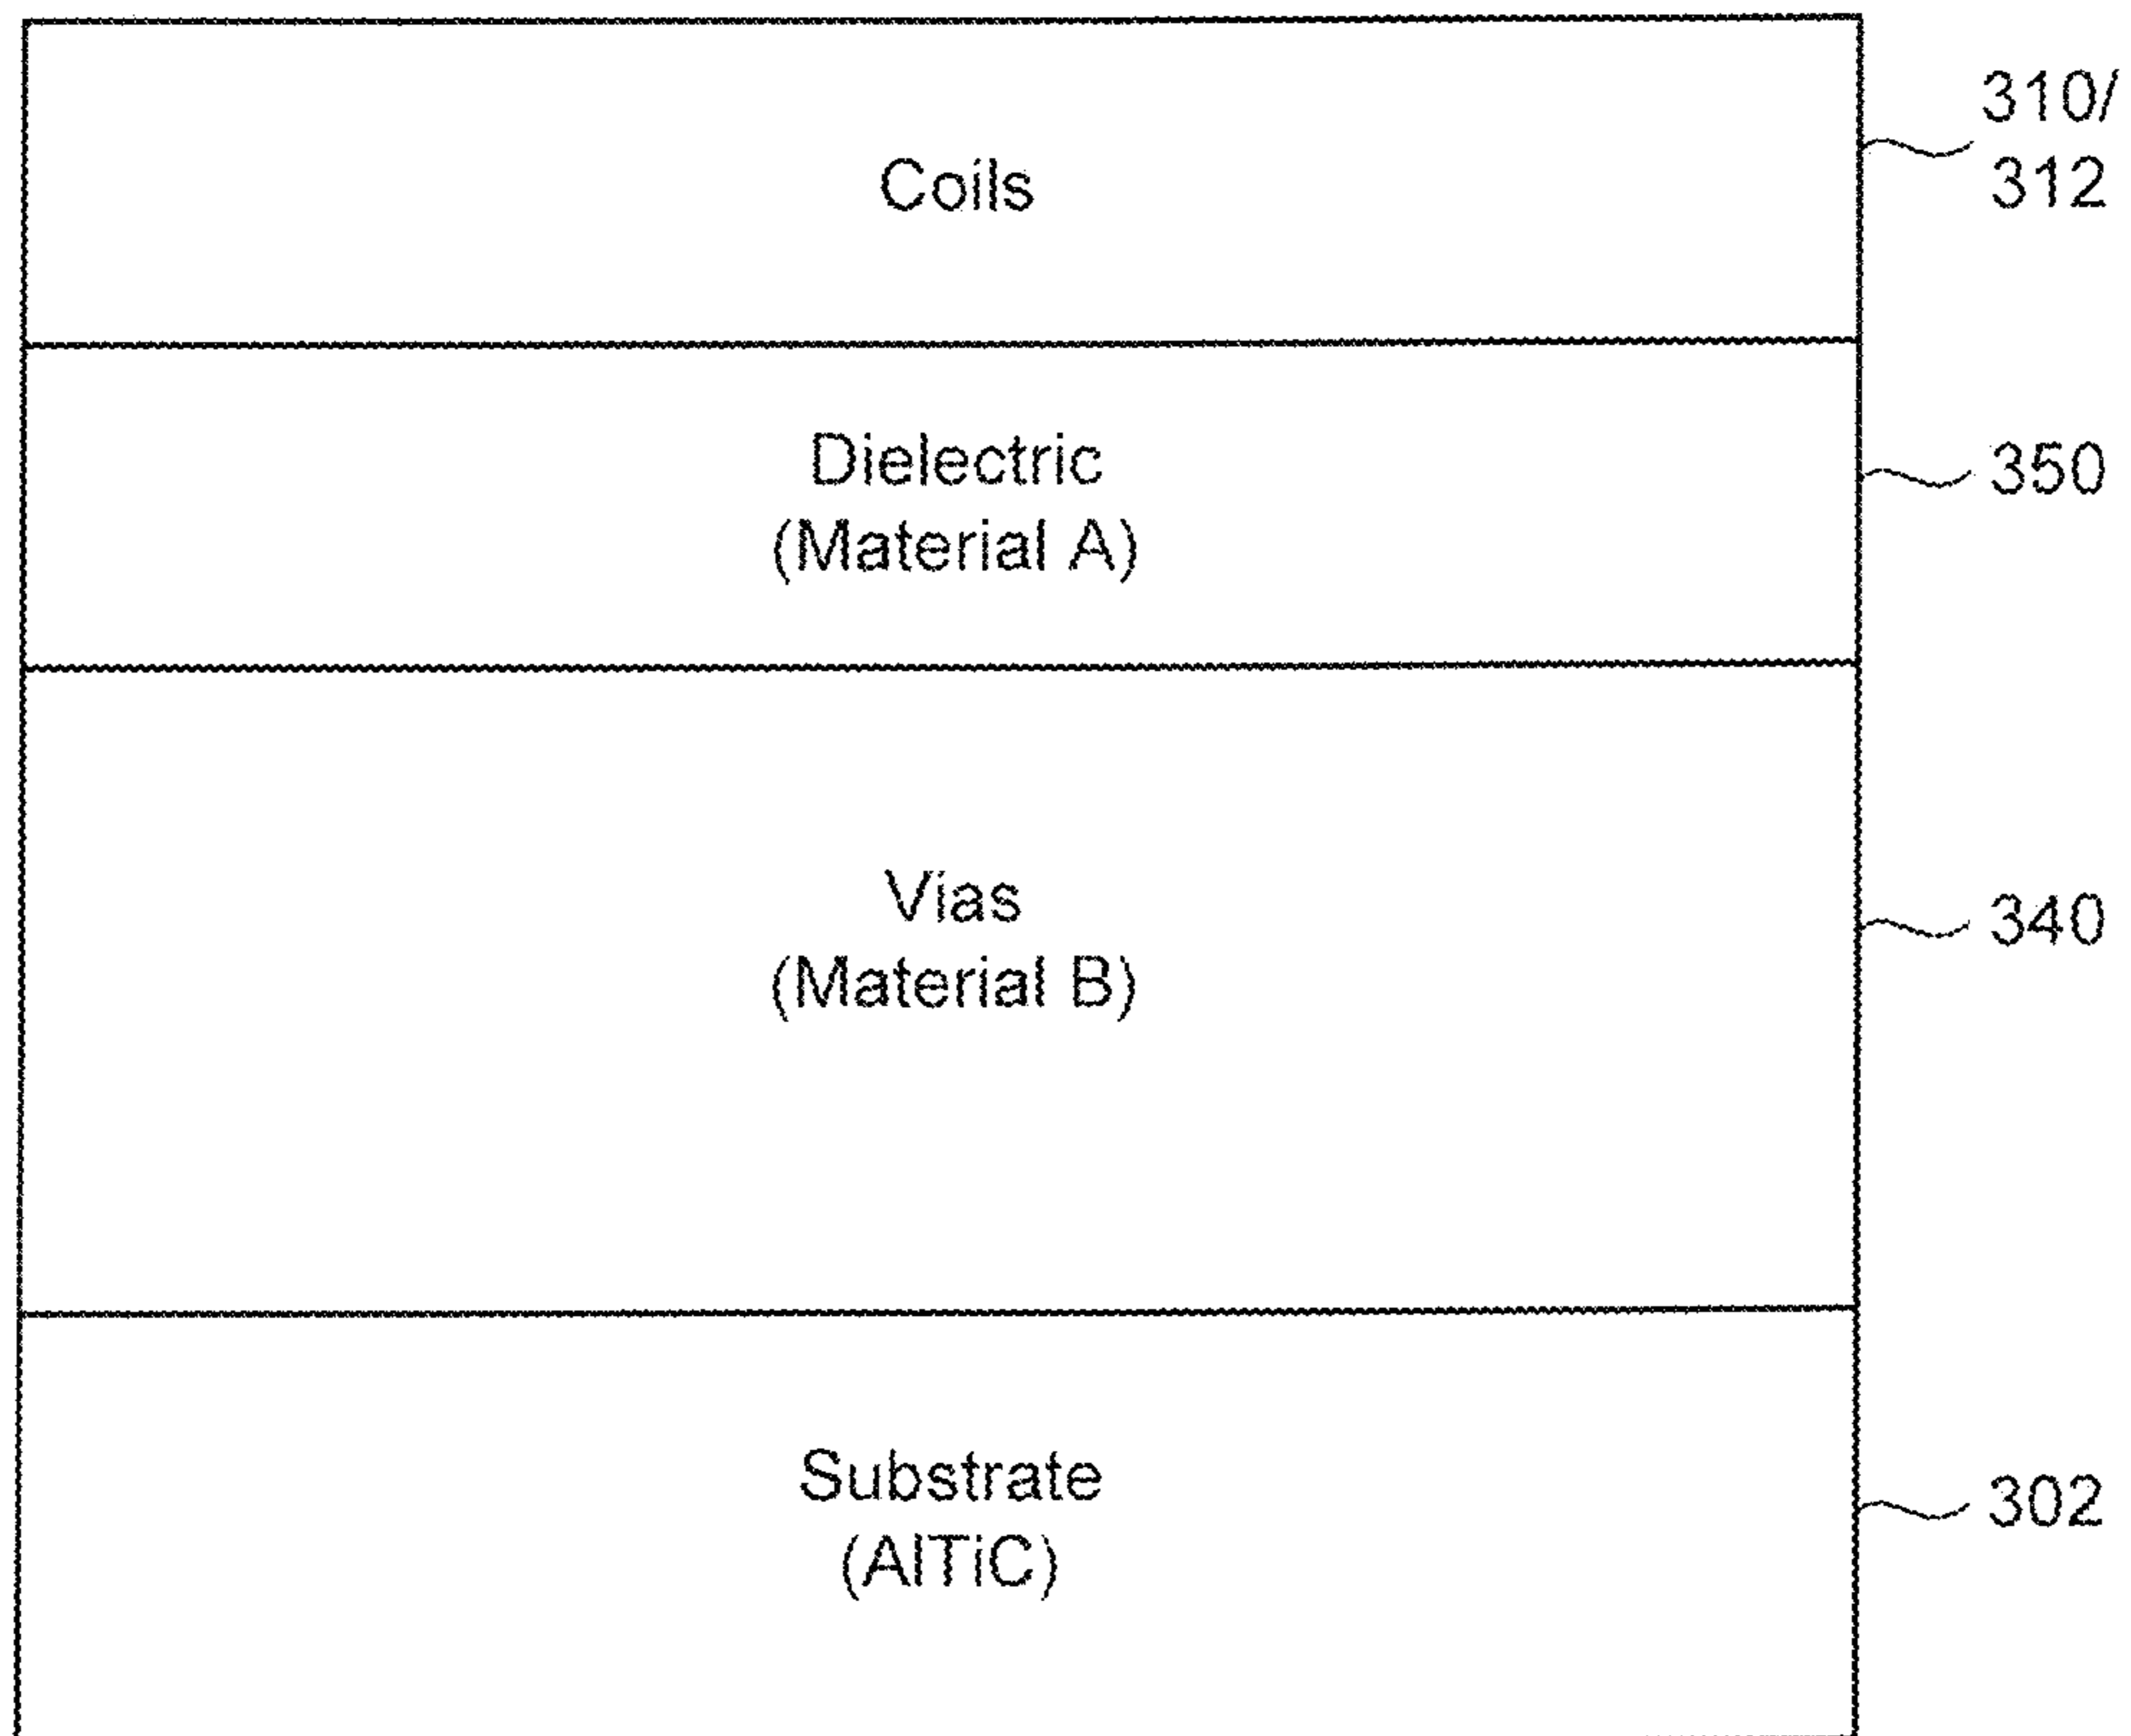 Coils
310/
312
Dielectric
(Material A)
350
Vias
(Material B)
340
Substrate
(AlTiC)
302